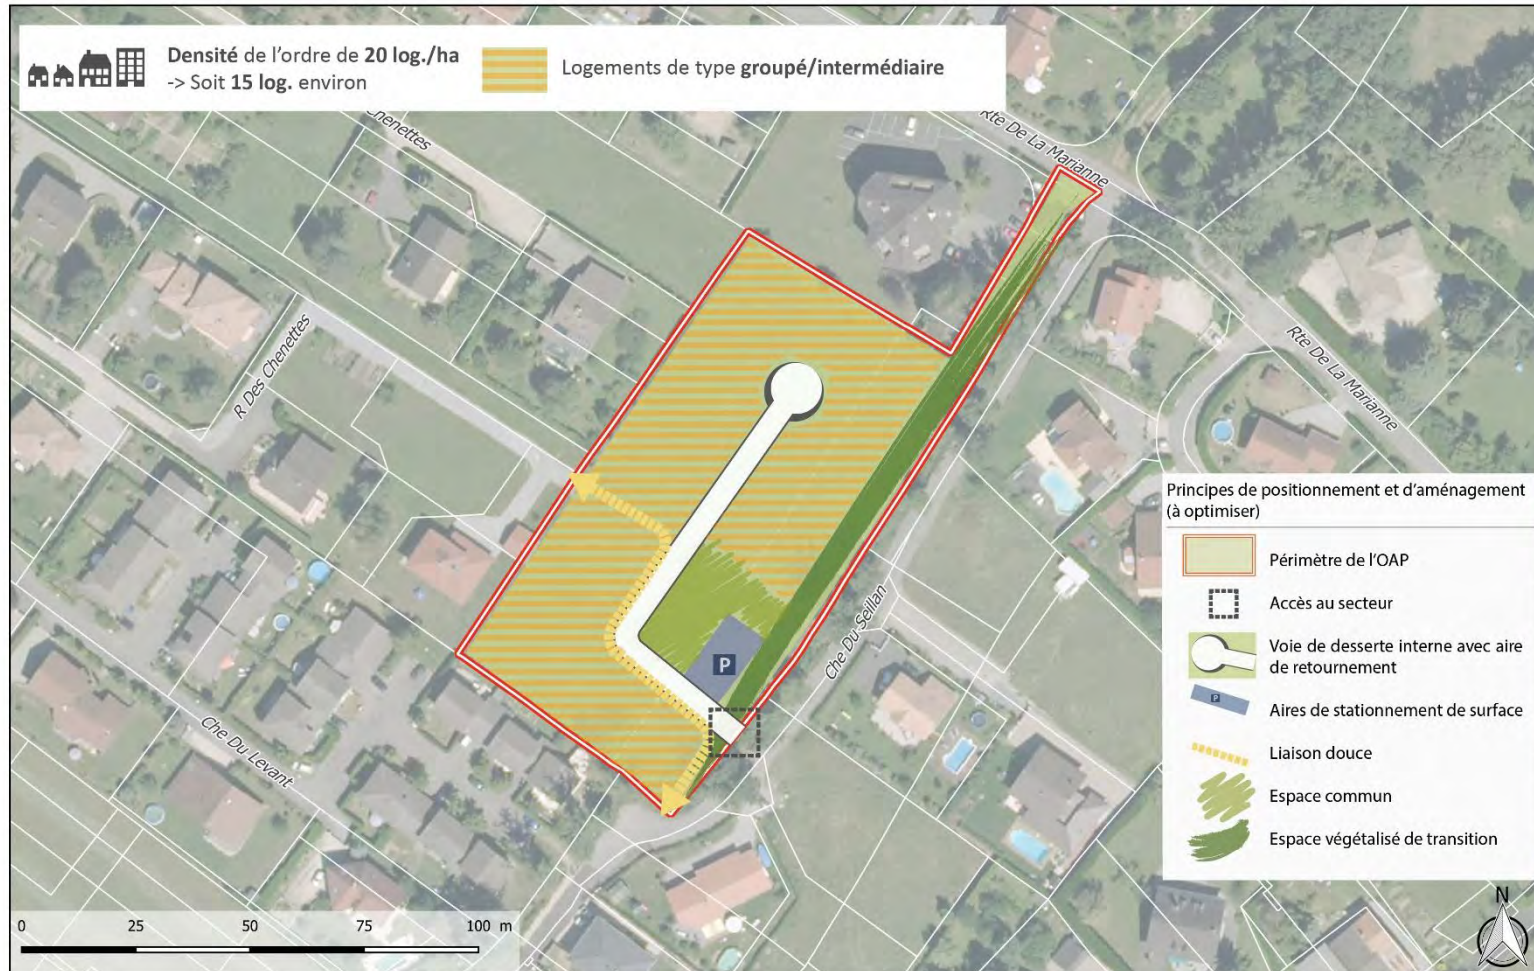 Densité de l'ordre de 20 log./ha
-> Soit 15 log. environ
Logements de type groupé/intermédiaire
Chenettes
Rte De La Marianne
R Des Chenettes
Rte De La Marianne
Principes de positionnement et d'aménagement
(à optimiser)
Périmètre de l'OAP
Accès au secteur
Voie de desserte interne avec aire
de retournement
P
Aires de stationnement de surface
Liaison douce
Espace commun
Espace végétalisé de transition
P
Che Du Seillan
Che Du Levant
0 25 50 75 100 m
N